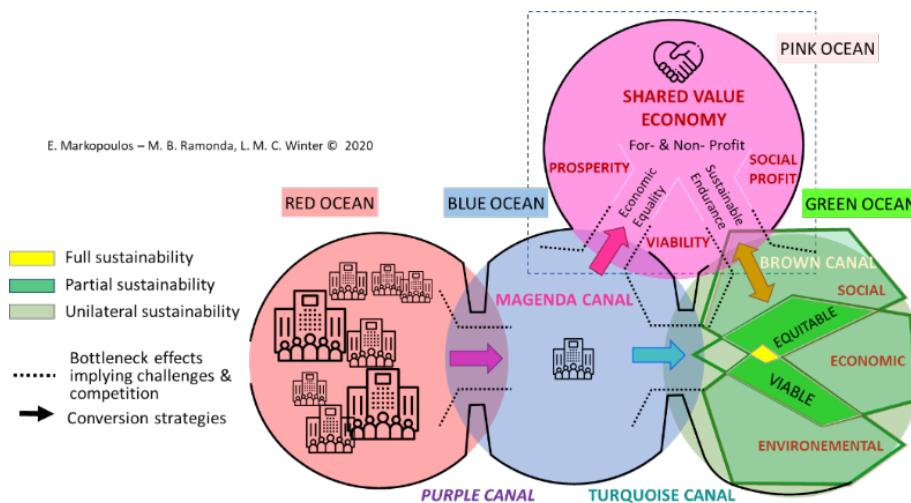 PINK OCEAN
SHARED VALUE
ECONOMY
For- & Non- Profit
E. Markopoulos – M. B. Ramonda, L. M. C. Winter © 2020
PROSPERITY
SOCIAL
PROFIT
Economic
Equality
Sustainable
Endurance
VIABILITY
RED OCEAN
BLUE OCEAN
GREEN OCEAN
Full sustainability
Partial sustainability
Unilateral sustainability
Bottleneck effects
implying challenges &
competition
Conversion strategies
MAGENDA CANAL
BROWN CANAL
SOCIAL
EQUITABLE
ECONOMIC
VIABLE
ENVIRONEMENTAL
PURPLE CANAL
TURQUOISE CANAL